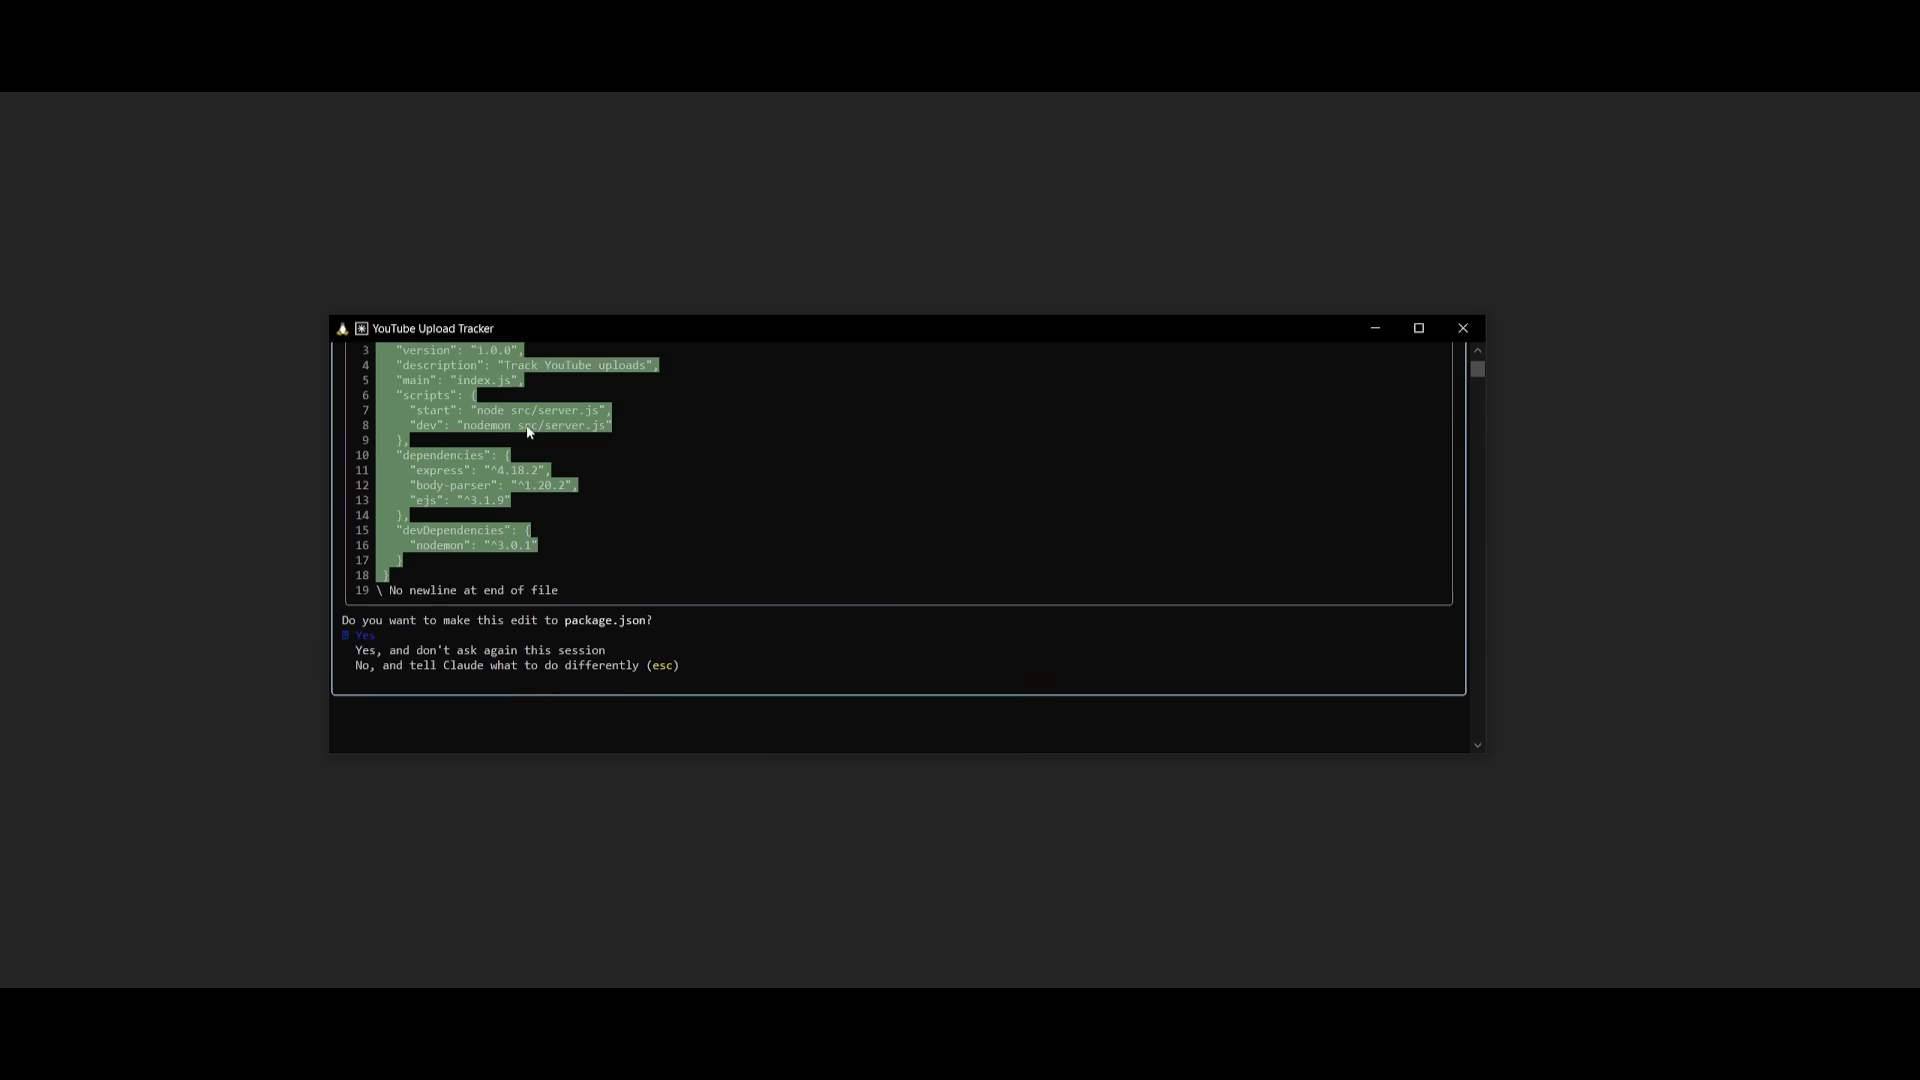 YouTube Upload Tracker
3 "version": "1.0.0",
4 "description": "Track YouTube uploads",
5 "main": "index.js",
6 "scripts": {
7 "start": "node src/server.js",
8 "dev": "nodemon src/server.js"
9 },
10 "dependencies": {
11 "express": "^4.18.2",
12 "body-parser": "^1.20.2",
13 "ejs": "^3.1.9"
14 },
15 "devDependencies": {
16 "nodemon": "^3.0.1"
17 }
18 }
19 \ No newline at end of file
Do you want to make this edit to package.json?
Yes
Yes, and don't ask again this session
No, and tell Claude what to do differently (esc)